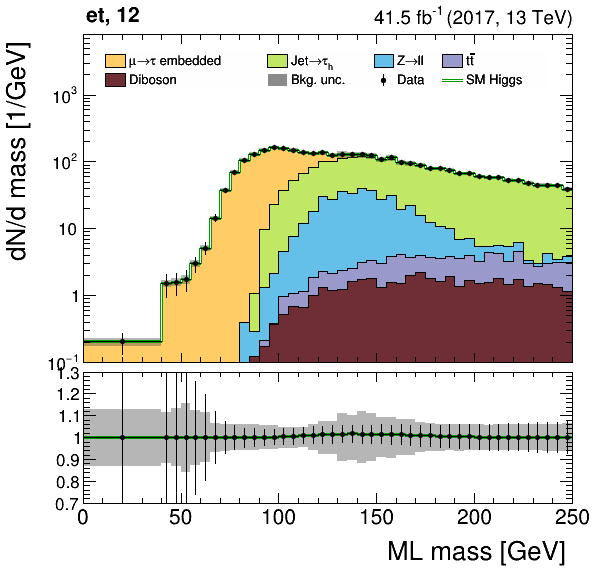 et, 12
41.5 fb⁻¹ (2017, 13 TeV)
μ→τ embedded
Jet→τₕ
Z→ll
tt̄
Diboson
Bkg. unc.
Data
SM Higgs
dN/d mass [1/GeV]
10³
10²
10
1
10⁻¹
1.3
1.2
1.1
1
0.9
0.8
0.7
0
50
100
150
200
250
ML mass [GeV]